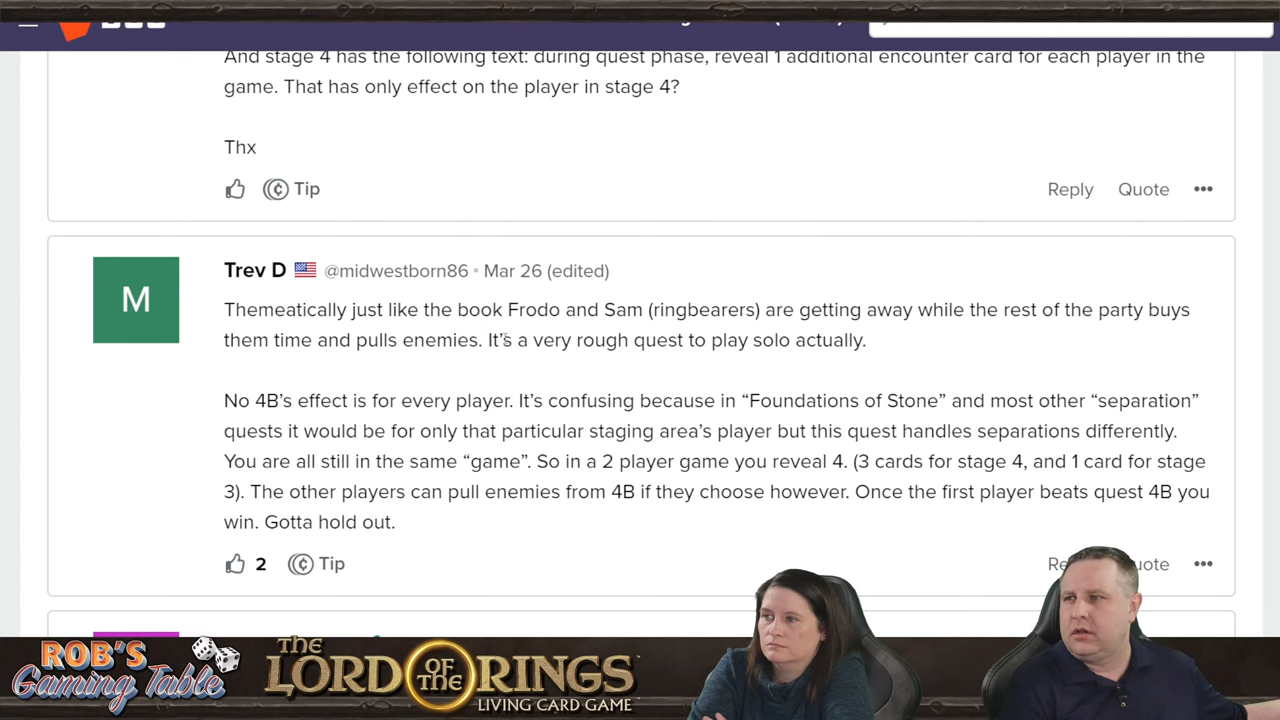 And stage 4 has the following text: during quest phase, reveal 1 additional encounter card for each player in the
game. That has only effect on the player in stage 4?
Thx
Tip
Reply Quote
M
Trev D @midwestborn86 • Mar 26 (edited)
Themeatically just like the book Frodo and Sam (ringbearers) are getting away while the rest of the party buys
them time and pulls enemies. It’s a very rough quest to play solo actually.
No 4B’s effect is for every player. It’s confusing because in “Foundations of Stone” and most other “separation”
quests it would be for only that particular staging area’s player but this quest handles separations differently.
You are all still in the same “game”. So in a 2 player game you reveal 4. (3 cards for stage 4, and 1 card for stage
3). The other players can pull enemies from 4B if they choose however. Once the first player beats quest 4B you
win. Gotta hold out.
2 Tip
ROB'S
Gaming Table
THE
LORD OF THE RINGS
LIVING CARD GAME